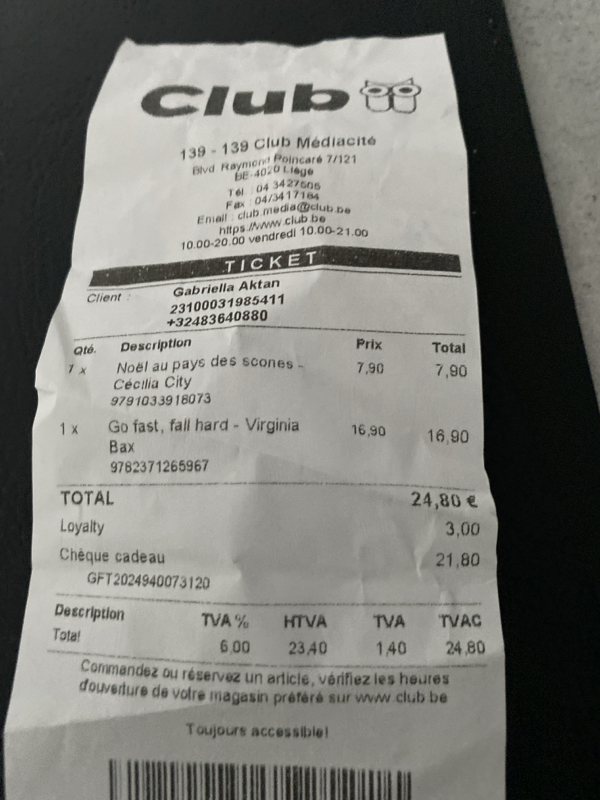 Club
139 - 139 Club Médiacité
Blvd Raymond Poincaré 7/121
BE-4020 Liège
Tél : 04 3427606
Fax : 04/3417164
Email : club.media@club.be
https://www.club.be
10.00-20.00 vendredi 10.00-21.00
TICKET
Client : Gabriella Aktan
23100031985411
+32483640880
Qté. Description Prix Total
1 x Noël au pays des scones - 7,90 7,90
Cécilia City
9791033918073
1 x Go fast, fall hard - Virginia 16,90 16,90
Bax
9782371265967
TOTAL 24,80 €
Loyalty 3,00
Chèque cadeau 21,80
GFT2024940073120
Description TVA % HTVA TVA TVAC
Total 6,00 23,40 1,40 24,80
Commandez ou réservez un article, vérifiez les heures
d'ouverture de votre magasin préféré sur www.club.be
Toujours accessible!